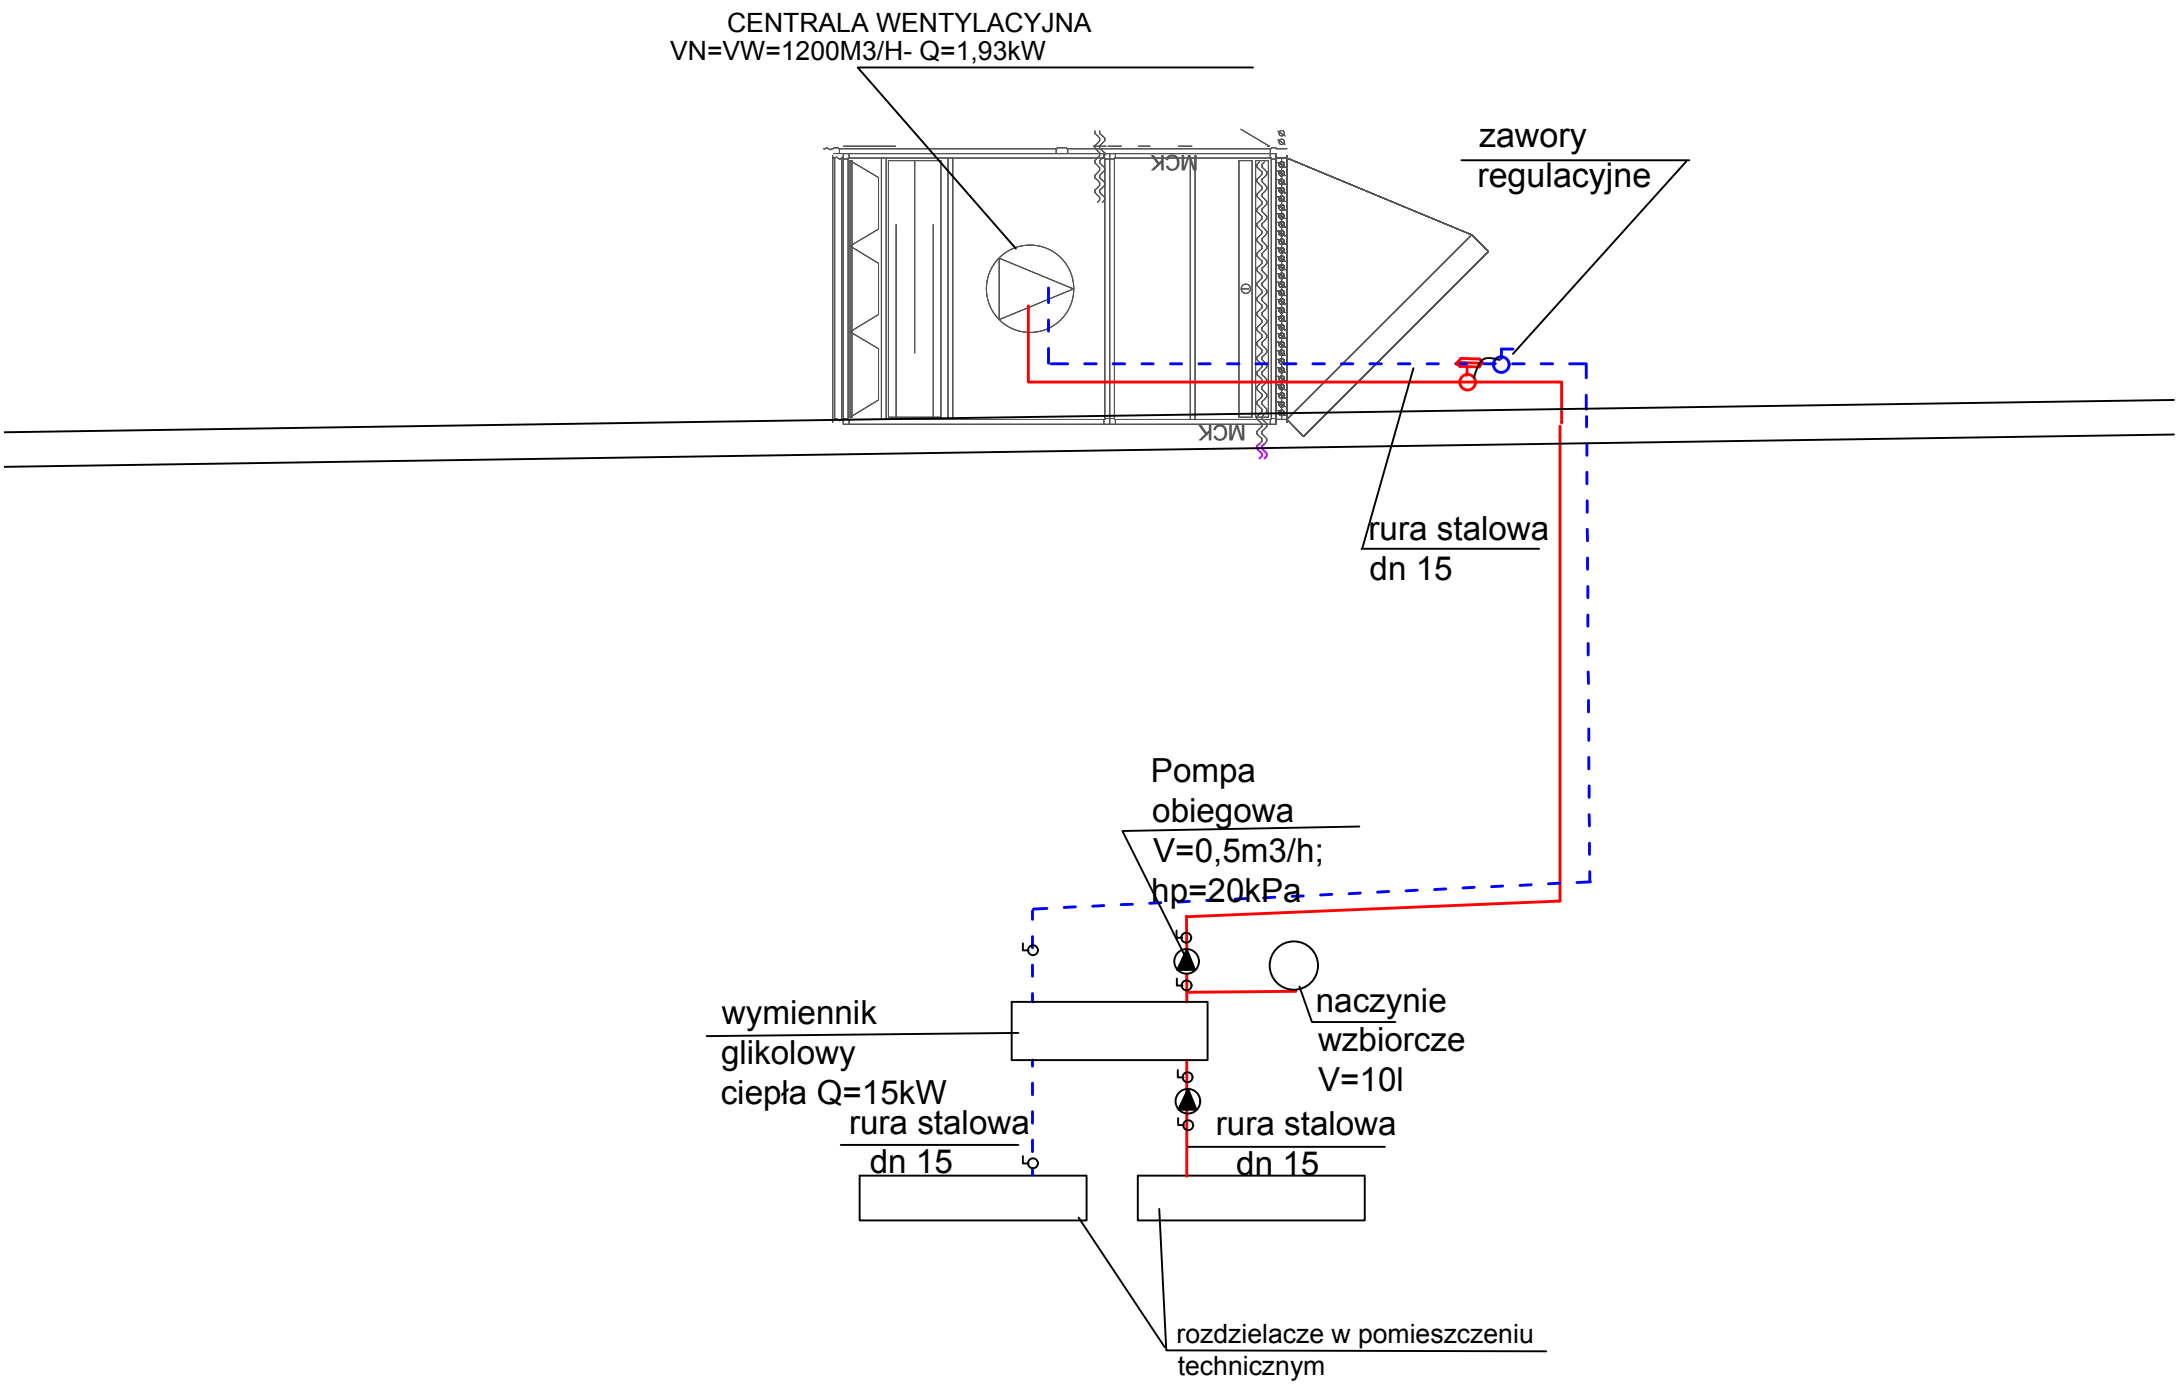 CENTRALA WENTYLACYJNA
VN=VW=1200M3/H- Q=1,93kW
zawory
regulacyjne
MCK
MCK
rura stalowa
dn 15
Pompa
obiegowa
V=0,5m3/h;
hp=20kPa
wymiennik
glikolowy
ciepła Q=15kW
naczynie
wzbiorcze
V=10l
rura stalowa
dn 15
rura stalowa
dn 15
rozdzielacze w pomieszczeniu
technicznym